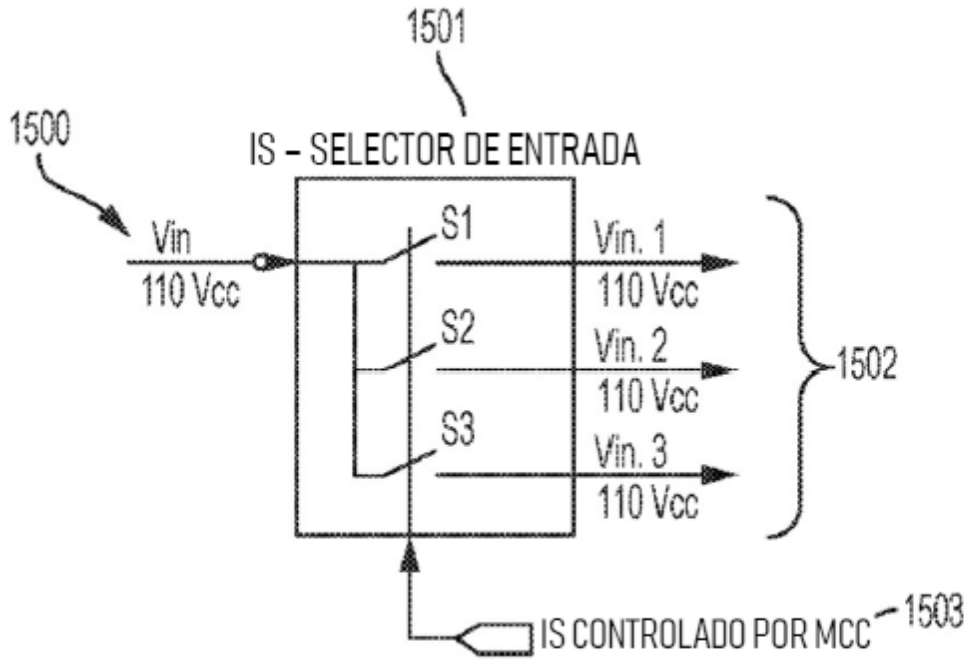 1501
1500
IS – SELECTOR DE ENTRADA
Vin
110 Vcc
S1
Vin. 1
110 Vcc
S2
Vin. 2
110 Vcc
1502
S3
Vin. 3
110 Vcc
IS CONTROLADO POR MCC
1503